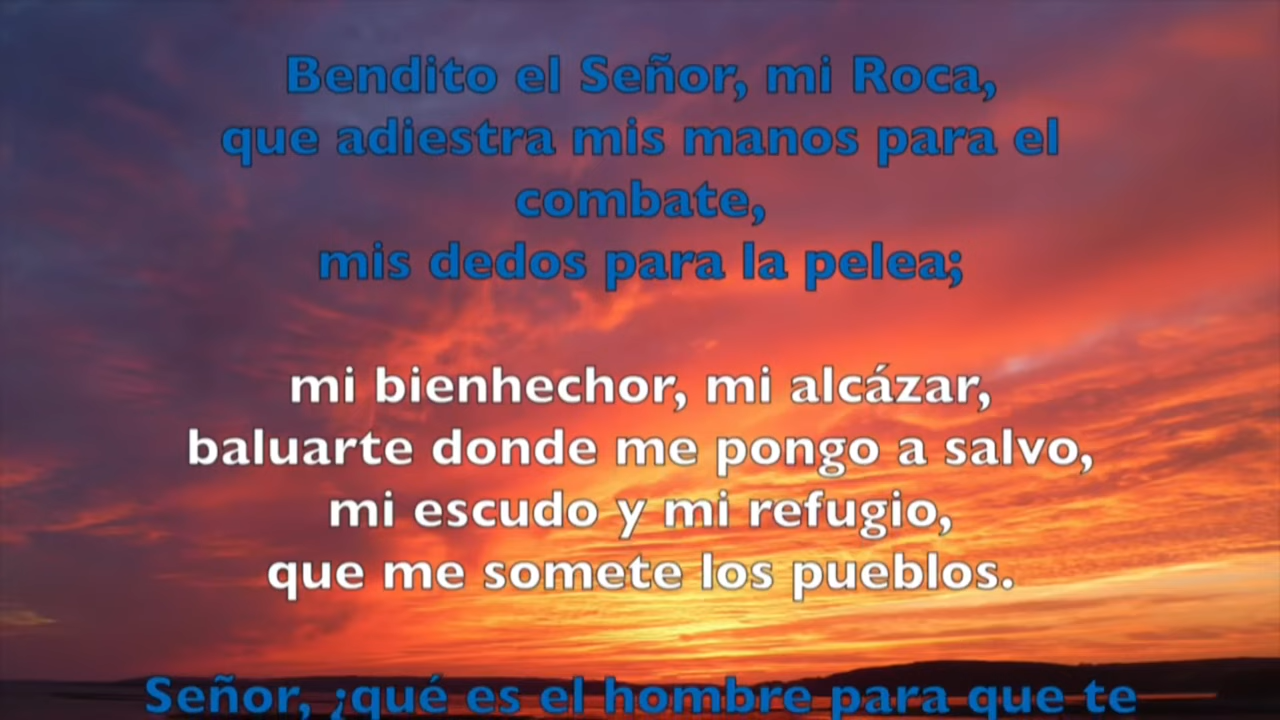 Bendito el Señor, mi Roca,
que adiestra mis manos para el
combate,
mis dedos para la pelea;
mi bienhechor, mi alcázar,
baluarte donde me pongo a salvo,
mi escudo y mi refugio,
que me somete los pueblos.
Señor, ¿qué es el hombre para que te